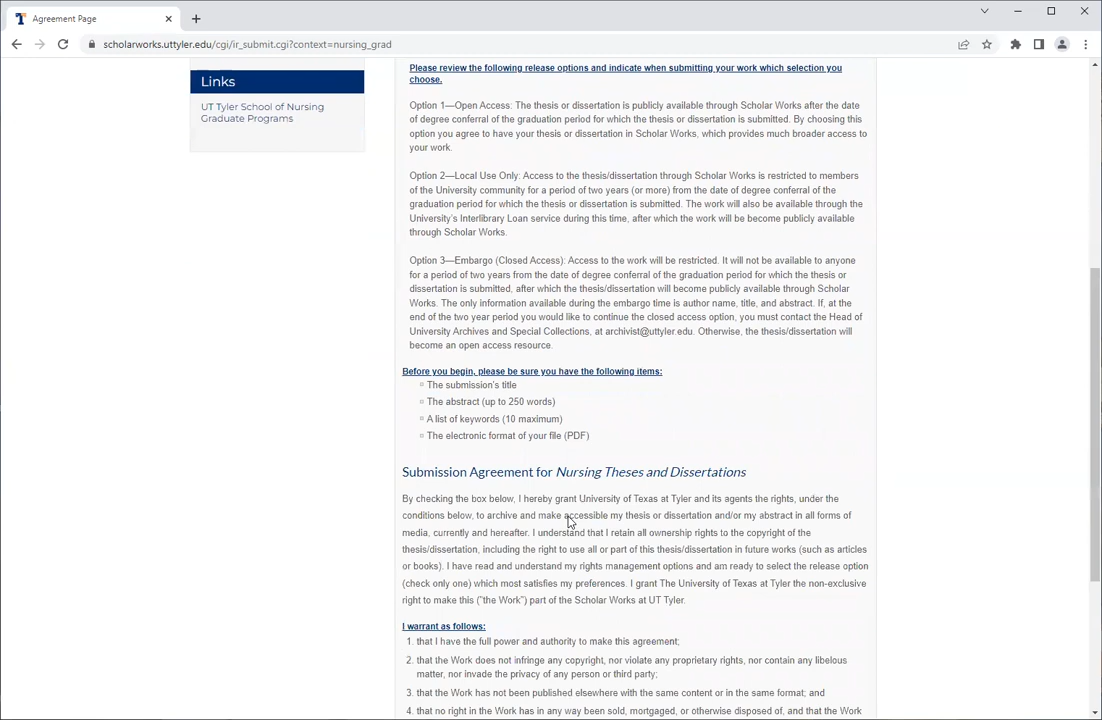 Agreement Page
scholarworks.uttyler.edu/cgi/ir_submit.cgi?context=nursing_grad
Links
UT Tyler School of Nursing
Graduate Programs
Please review the following release options and indicate when submitting your work which selection you
choose.
Option 1—Open Access: The thesis or dissertation is publicly available through Scholar Works after the date
of degree conferral of the graduation period for which the thesis or dissertation is submitted. By choosing this
option you agree to have your thesis or dissertation in Scholar Works, which provides much broader access to
your work.
Option 2—Local Use Only: Access to the thesis/dissertation through Scholar Works is restricted to members
of the University community for a period of two years (or more) from the date of degree conferral of the
graduation period for which the thesis or dissertation is submitted. The work will also be available through the
University's Interlibrary Loan service during this time, after which the work will be become publicly available
through Scholar Works.
Option 3—Embargo (Closed Access): Access to the work will be restricted. It will not be available to anyone
for a period of two years from the date of degree conferral of the graduation period for which the thesis or
dissertation is submitted, after which the thesis/dissertation will become publicly available through Scholar
Works. The only information available during the embargo time is author name, title, and abstract. If, at the
end of the two year period you would like to continue the closed access option, you must contact the Head of
University Archives and Special Collections, at archivist@uttyler.edu. Otherwise, the thesis/dissertation will
become an open access resource.
Before you begin, please be sure you have the following items:
The submission's title
The abstract (up to 250 words)
A list of keywords (10 maximum)
The electronic format of your file (PDF)
Submission Agreement for Nursing Theses and Dissertations
By checking the box below, I hereby grant University of Texas at Tyler and its agents the rights, under the
conditions below, to archive and make accessible my thesis or dissertation and/or my abstract in all forms of
media, currently and hereafter. I understand that I retain all ownership rights to the copyright of the
thesis/dissertation, including the right to use all or part of this thesis/dissertation in future works (such as articles
or books). I have read and understand my rights management options and am ready to select the release option
(check only one) which most satisfies my preferences. I grant The University of Texas at Tyler the non-exclusive
right to make this ("the Work") part of the Scholar Works at UT Tyler.
I warrant as follows:
1. that I have the full power and authority to make this agreement;
2. that the Work does not infringe any copyright, nor violate any proprietary rights, nor contain any libelous
matter, nor invade the privacy of any person or third party;
3. that the Work has not been published elsewhere with the same content or in the same format; and
4. that no right in the Work has in any way been sold, mortgaged, or otherwise disposed of, and that the Work